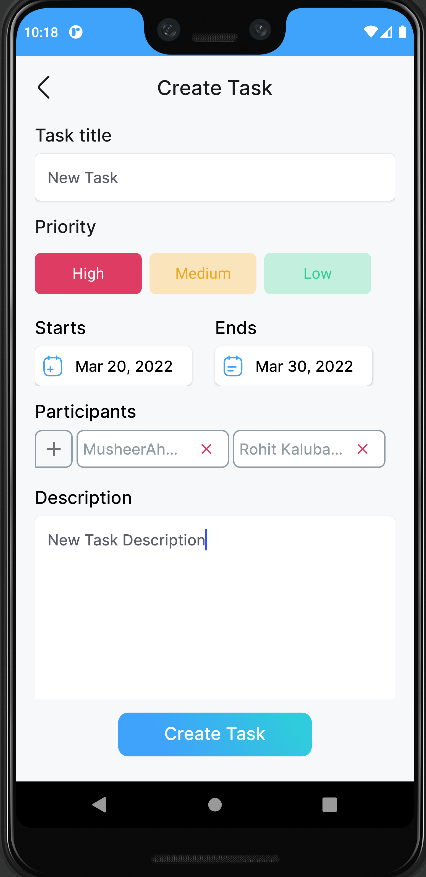 10:18
Create Task
Task title
New Task
Priority
High Medium Low
Starts Ends
Mar 20, 2022 Mar 30, 2022
Participants
MusheerAh... Rohit Kaluba...
Description
New Task Description
Create Task